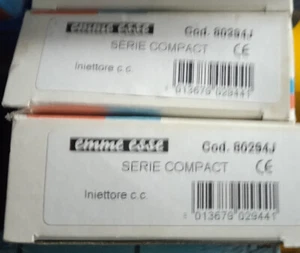 emme esse Cod. 80294J
SERIE COMPACT CE
Iniettore c.c.
013679 029441
emme esse Cod. 80294J
SERIE COMPACT CE
Iniettore c.c.
8 013679 029441